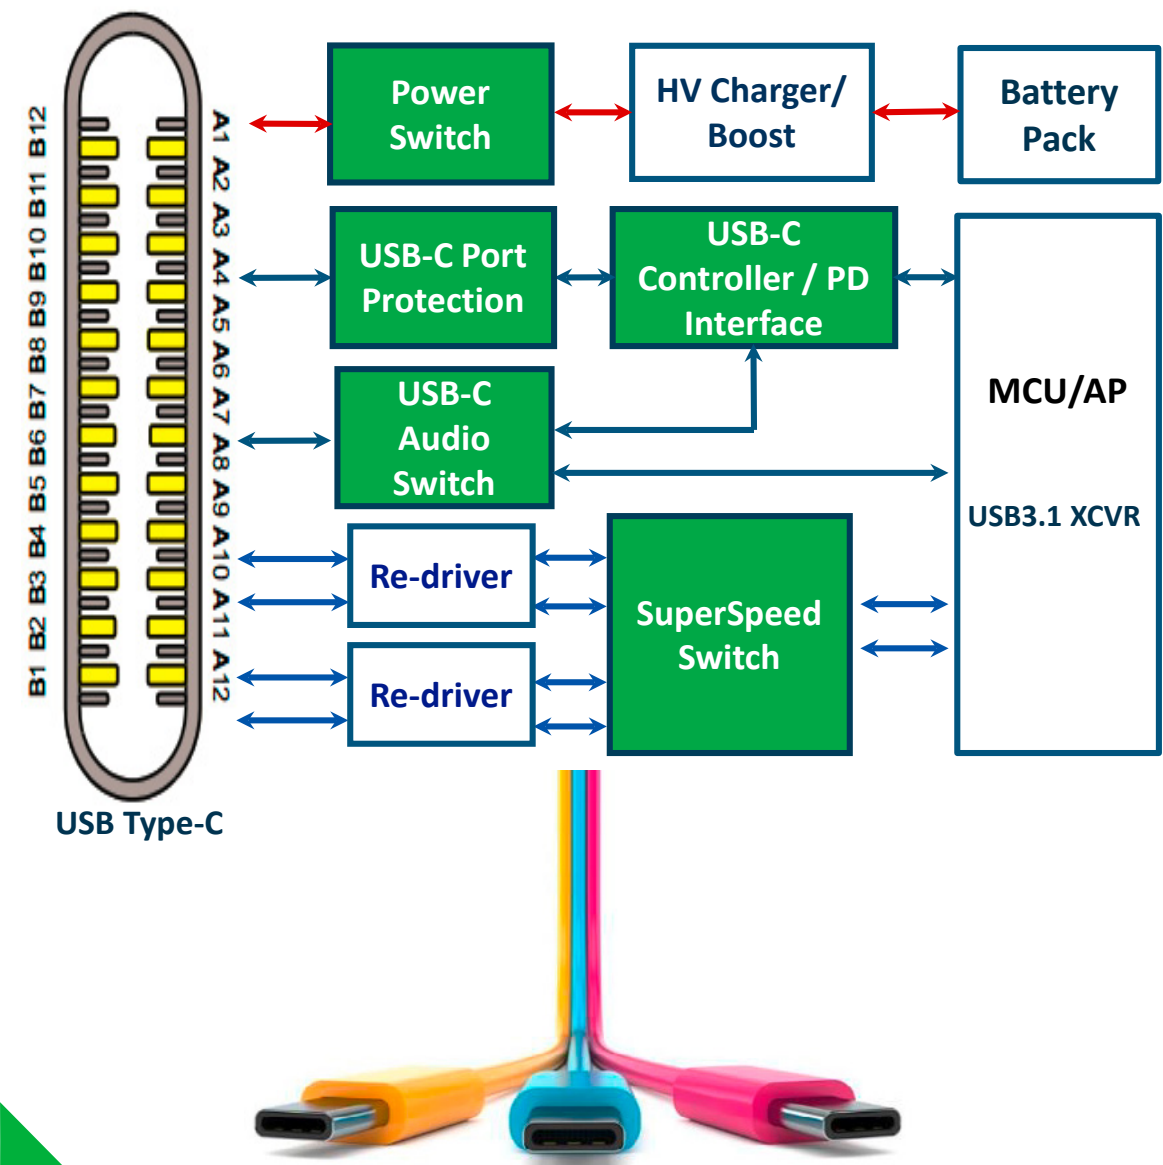 B12
B11
B10
B9
B8
B7
B6
B5
B4
B3
B2
B1
A1
A2
A3
A4
A5
A6
A7
A8
A9
A10
A11
A12
USB Type-C
Power
Switch
HV Charger/
Boost
Battery
Pack
USB-C Port
Protection
USB-C
Controller / PD
Interface
USB-C
Audio
Switch
MCU/AP
USB3.1 XCVR
Re-driver
Re-driver
SuperSpeed
Switch